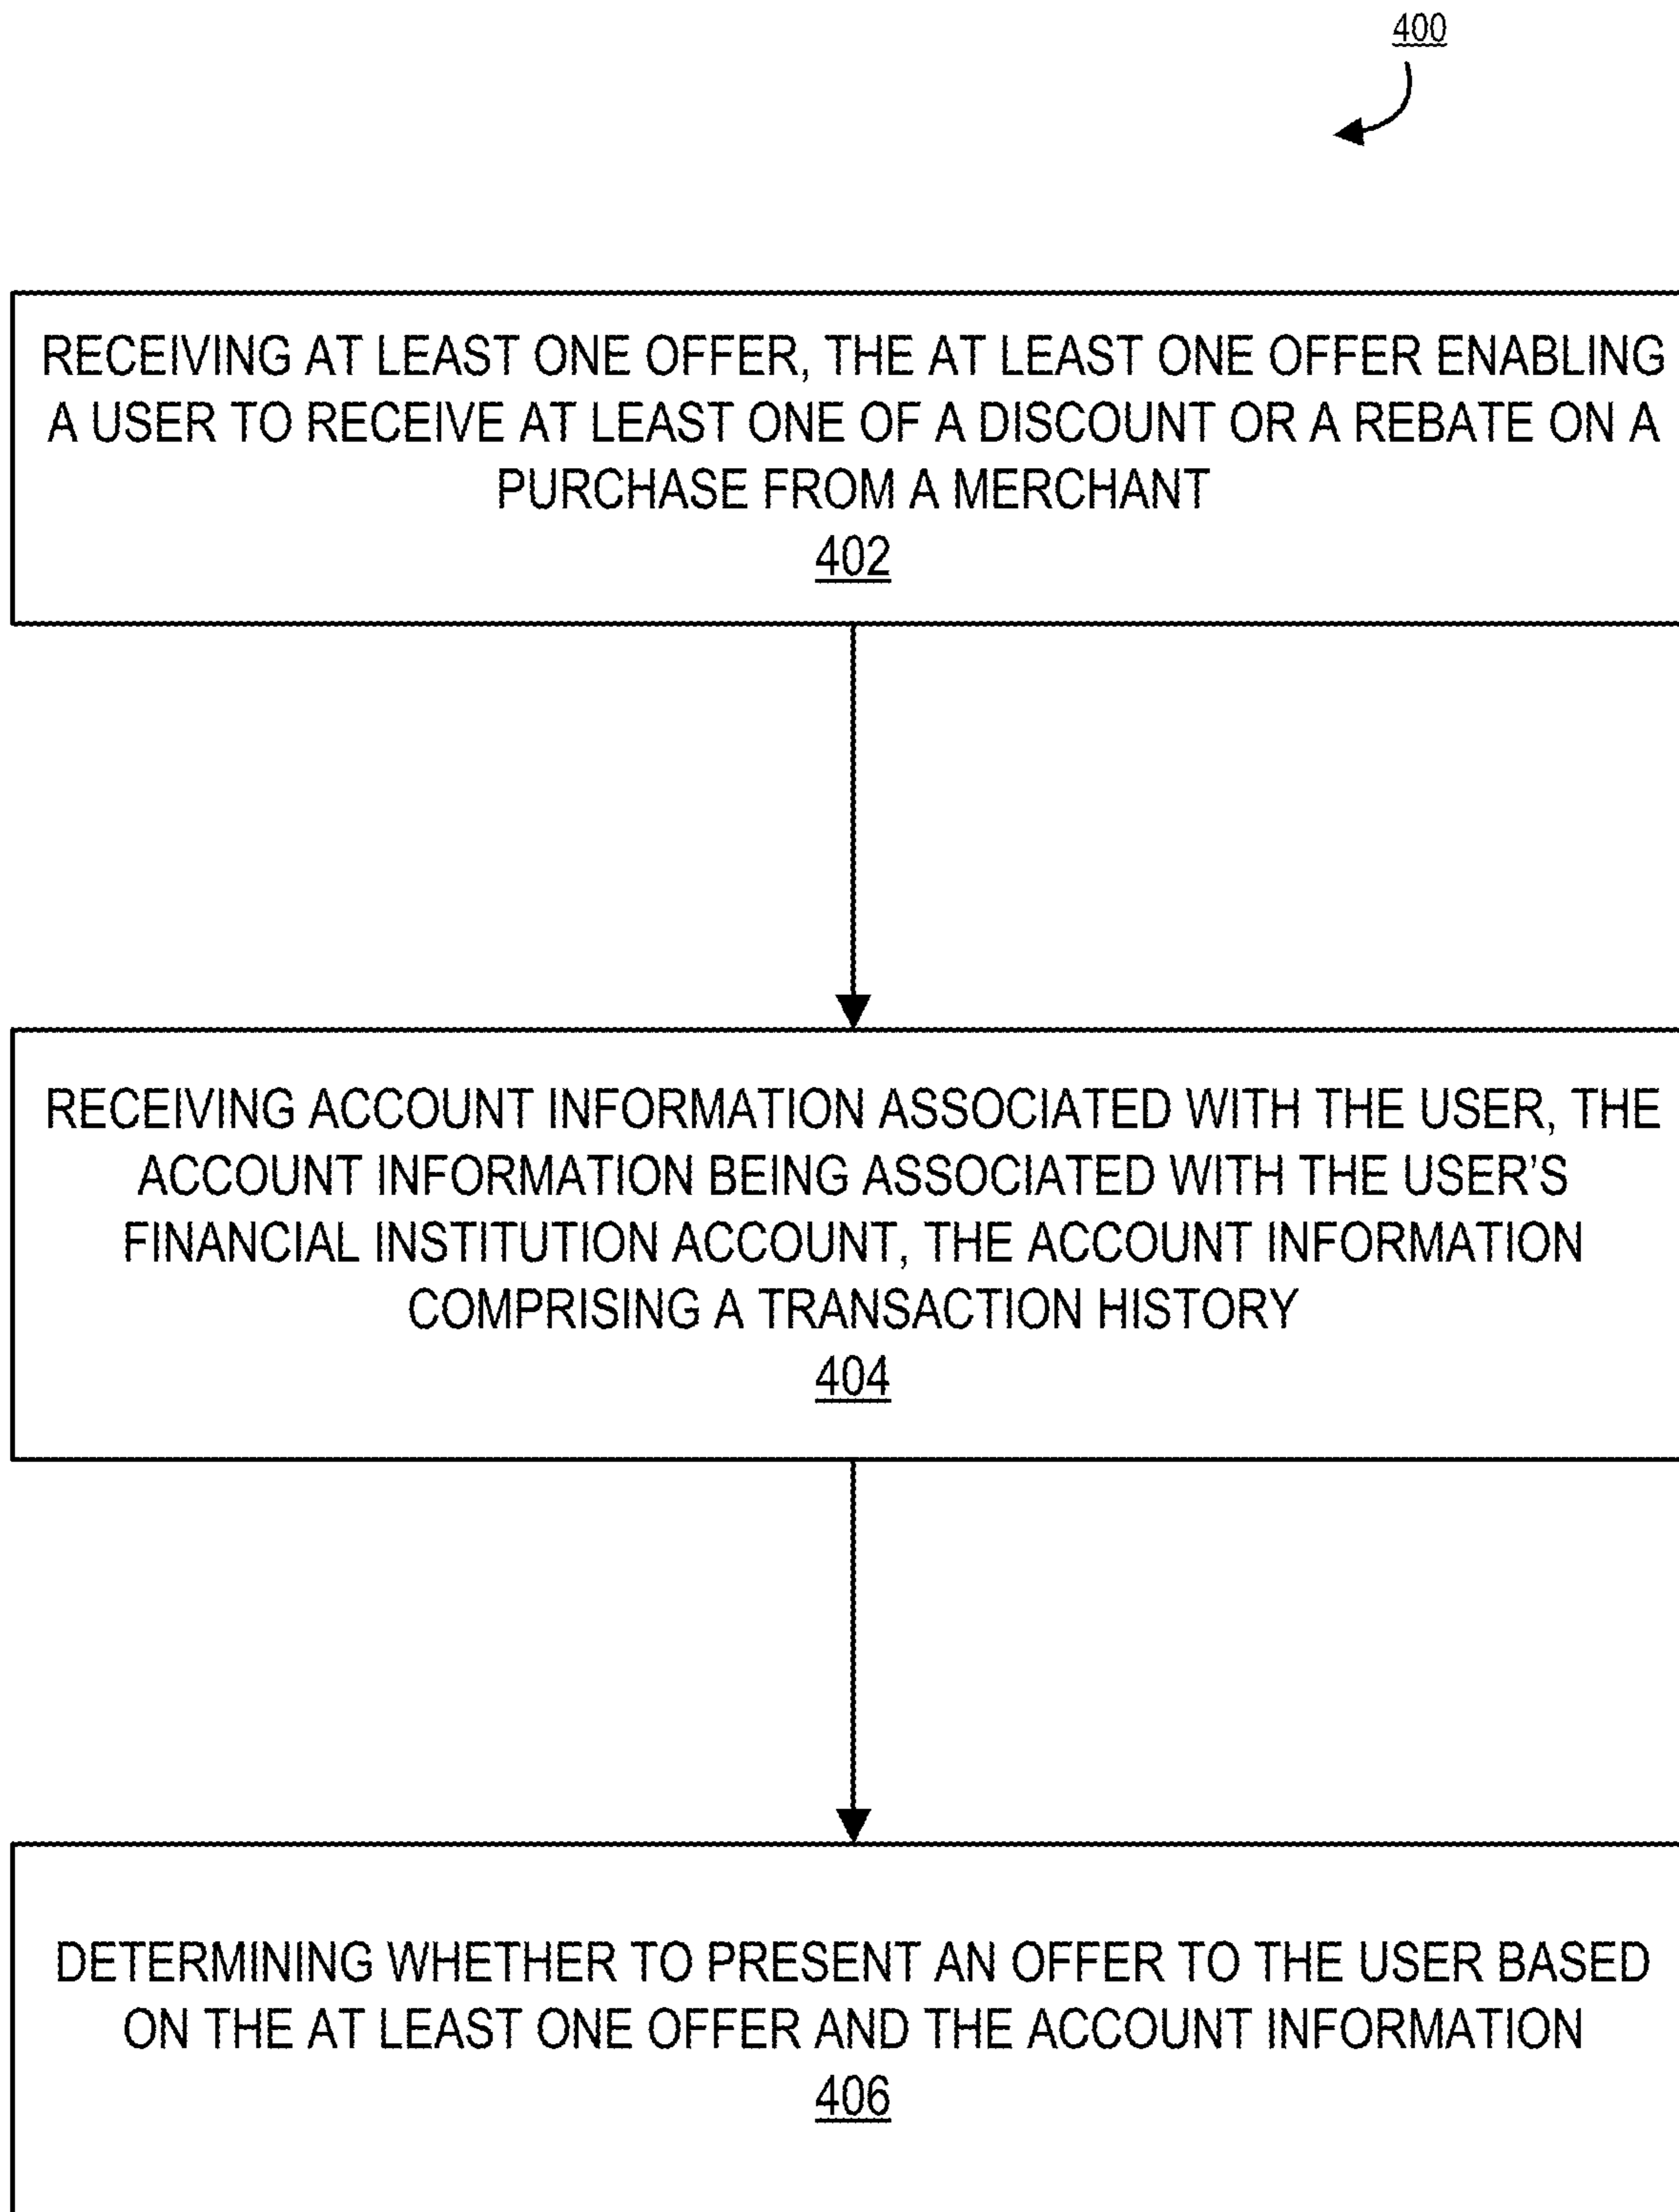 400
RECEIVING AT LEAST ONE OFFER, THE AT LEAST ONE OFFER ENABLING
A USER TO RECEIVE AT LEAST ONE OF A DISCOUNT OR A REBATE ON A
PURCHASE FROM A MERCHANT
402
RECEIVING ACCOUNT INFORMATION ASSOCIATED WITH THE USER, THE
ACCOUNT INFORMATION BEING ASSOCIATED WITH THE USER’S
FINANCIAL INSTITUTION ACCOUNT, THE ACCOUNT INFORMATION
COMPRISING A TRANSACTION HISTORY
404
DETERMINING WHETHER TO PRESENT AN OFFER TO THE USER BASED
ON THE AT LEAST ONE OFFER AND THE ACCOUNT INFORMATION
406